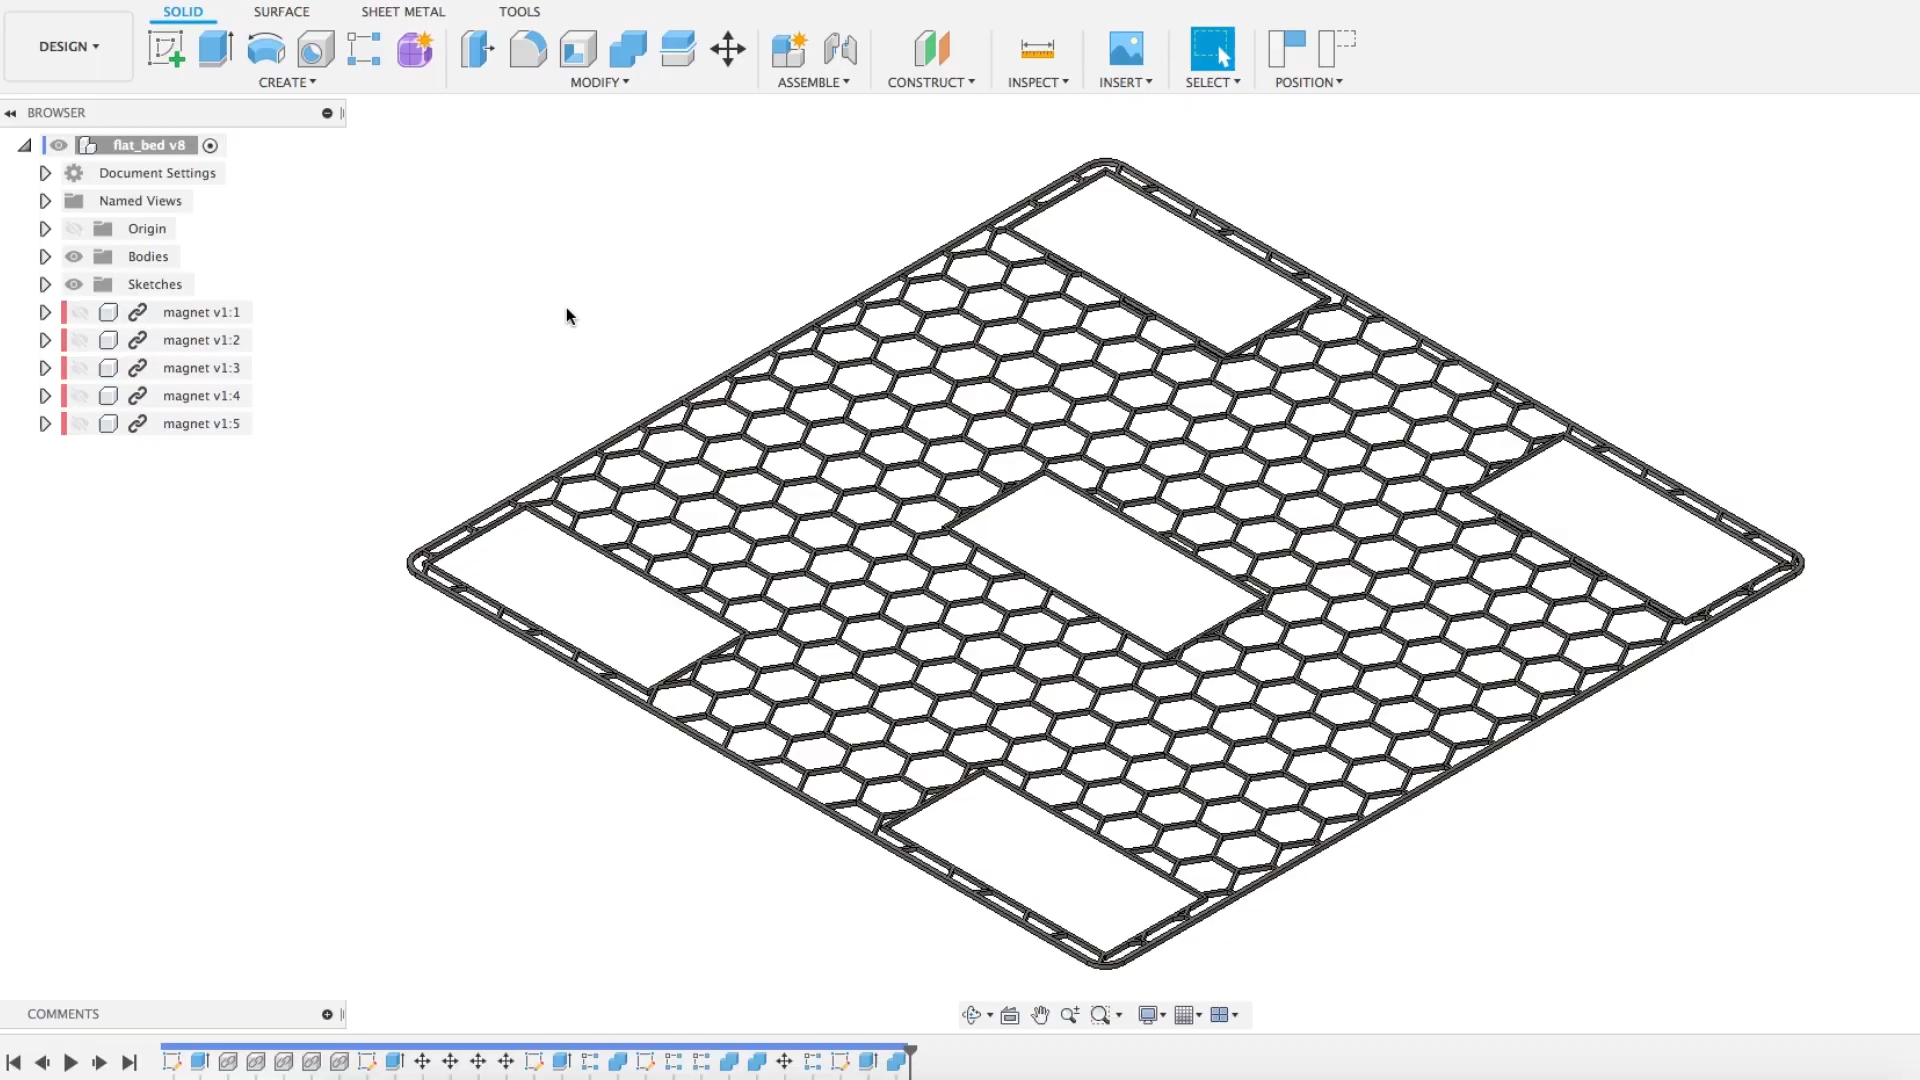 SOLID
SURFACE
SHEET METAL
TOOLS
DESIGN
CREATE
MODIFY
ASSEMBLE
CONSTRUCT
INSPECT
INSERT
SELECT
POSITION
BROWSER
flat_bed v8
Document Settings
Named Views
Origin
Bodies
Sketches
magnet v1:1
magnet v1:2
magnet v1:3
magnet v1:4
magnet v1:5
COMMENTS